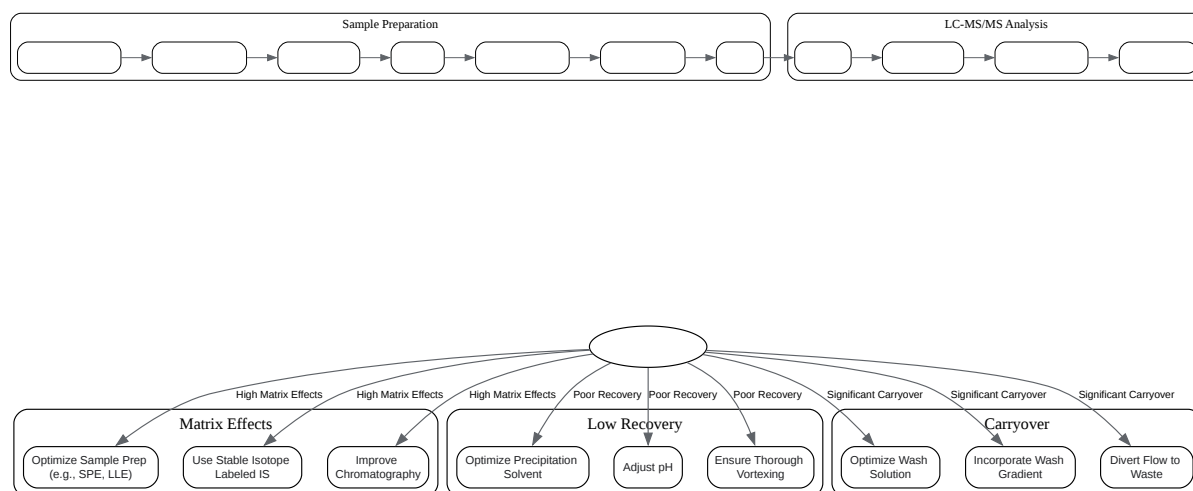 Sample Preparation
LC-MS/MS Analysis
High Matrix Effects
High Matrix Effects
High Matrix Effects
Poor Recovery
Poor Recovery
Poor Recovery
Significant Carryover
Significant Carryover
Significant Carryover
Matrix Effects
Low Recovery
Carryover
Optimize Sample Prep
(e.g., SPE, LLE)
Use Stable Isotope
Labeled IS
Improve
Chromatography
Optimize Precipitation
Solvent
Adjust pH
Ensure Thorough
Vortexing
Optimize Wash
Solution
Incorporate Wash
Gradient
Divert Flow to
Waste